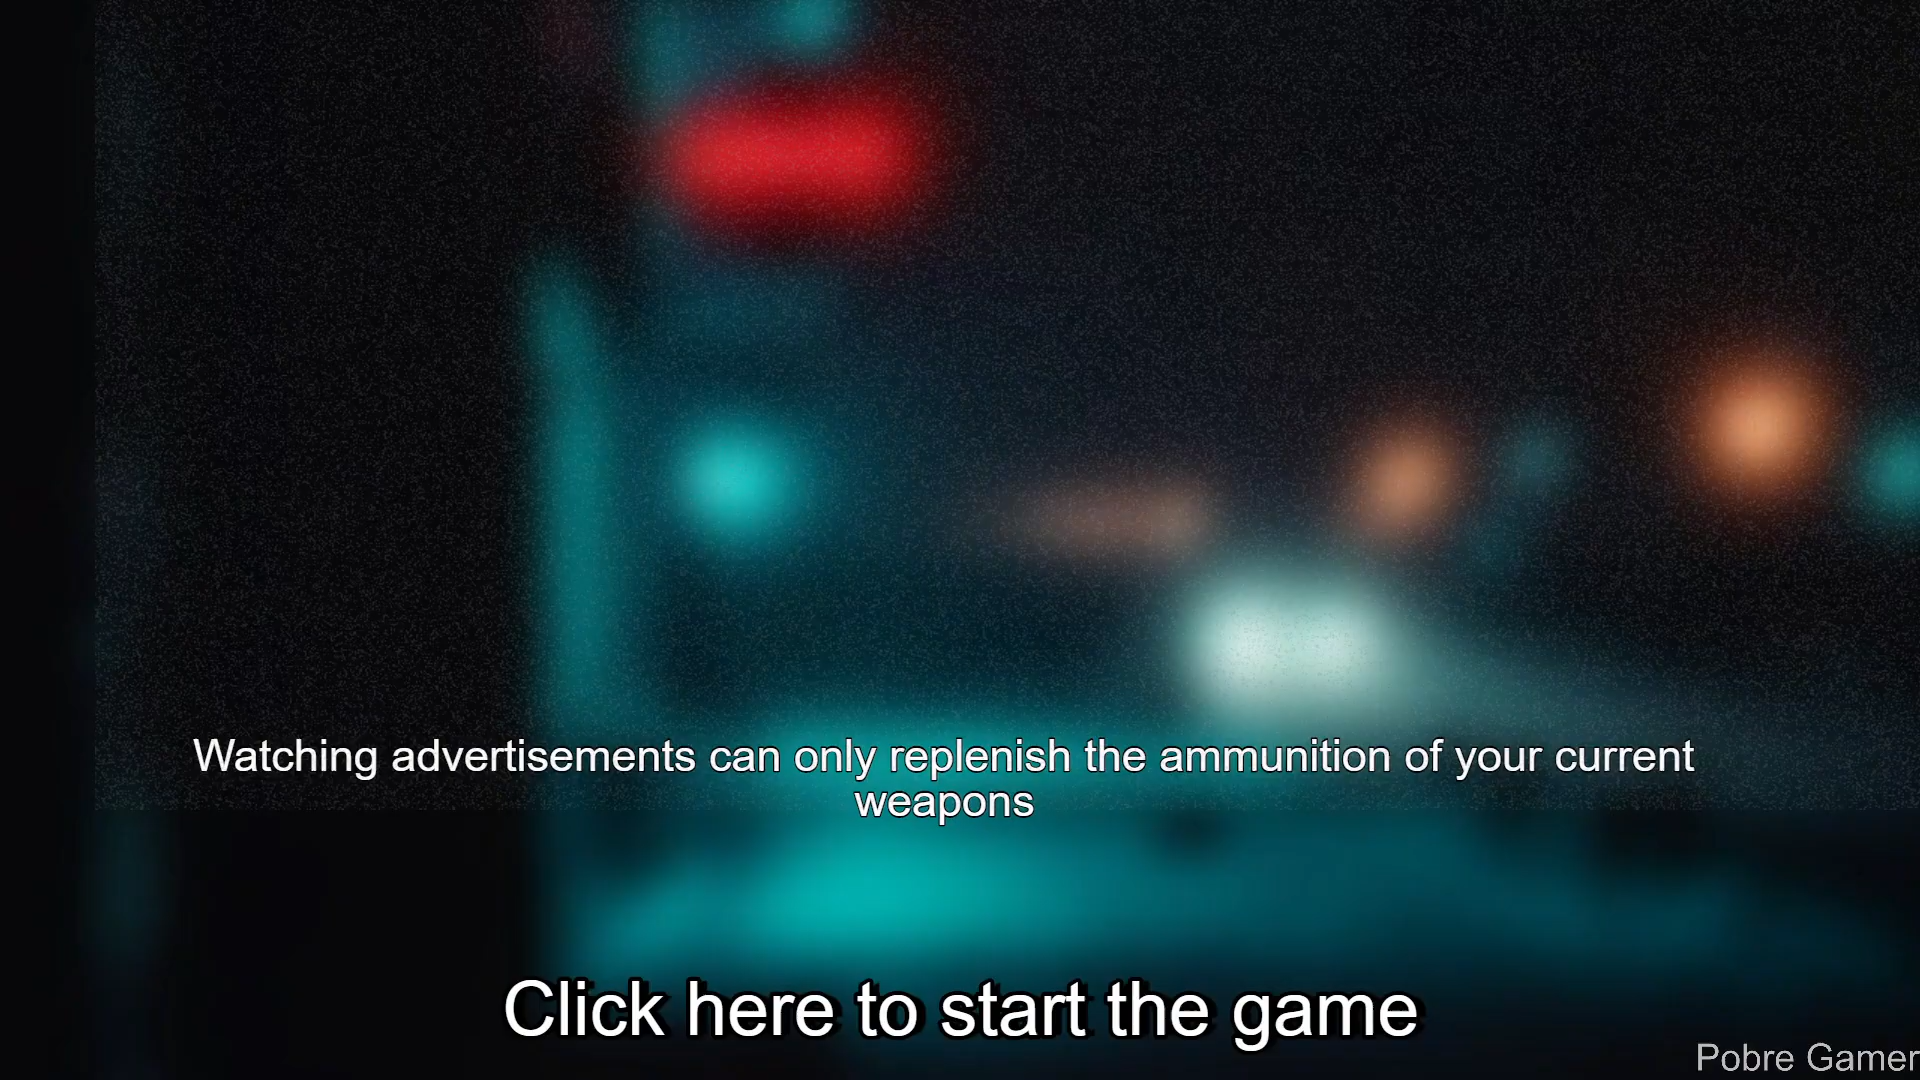 Watching advertisements can only replenish the ammunition of your current
weapons
Click here to start the game
Pobre Gamer